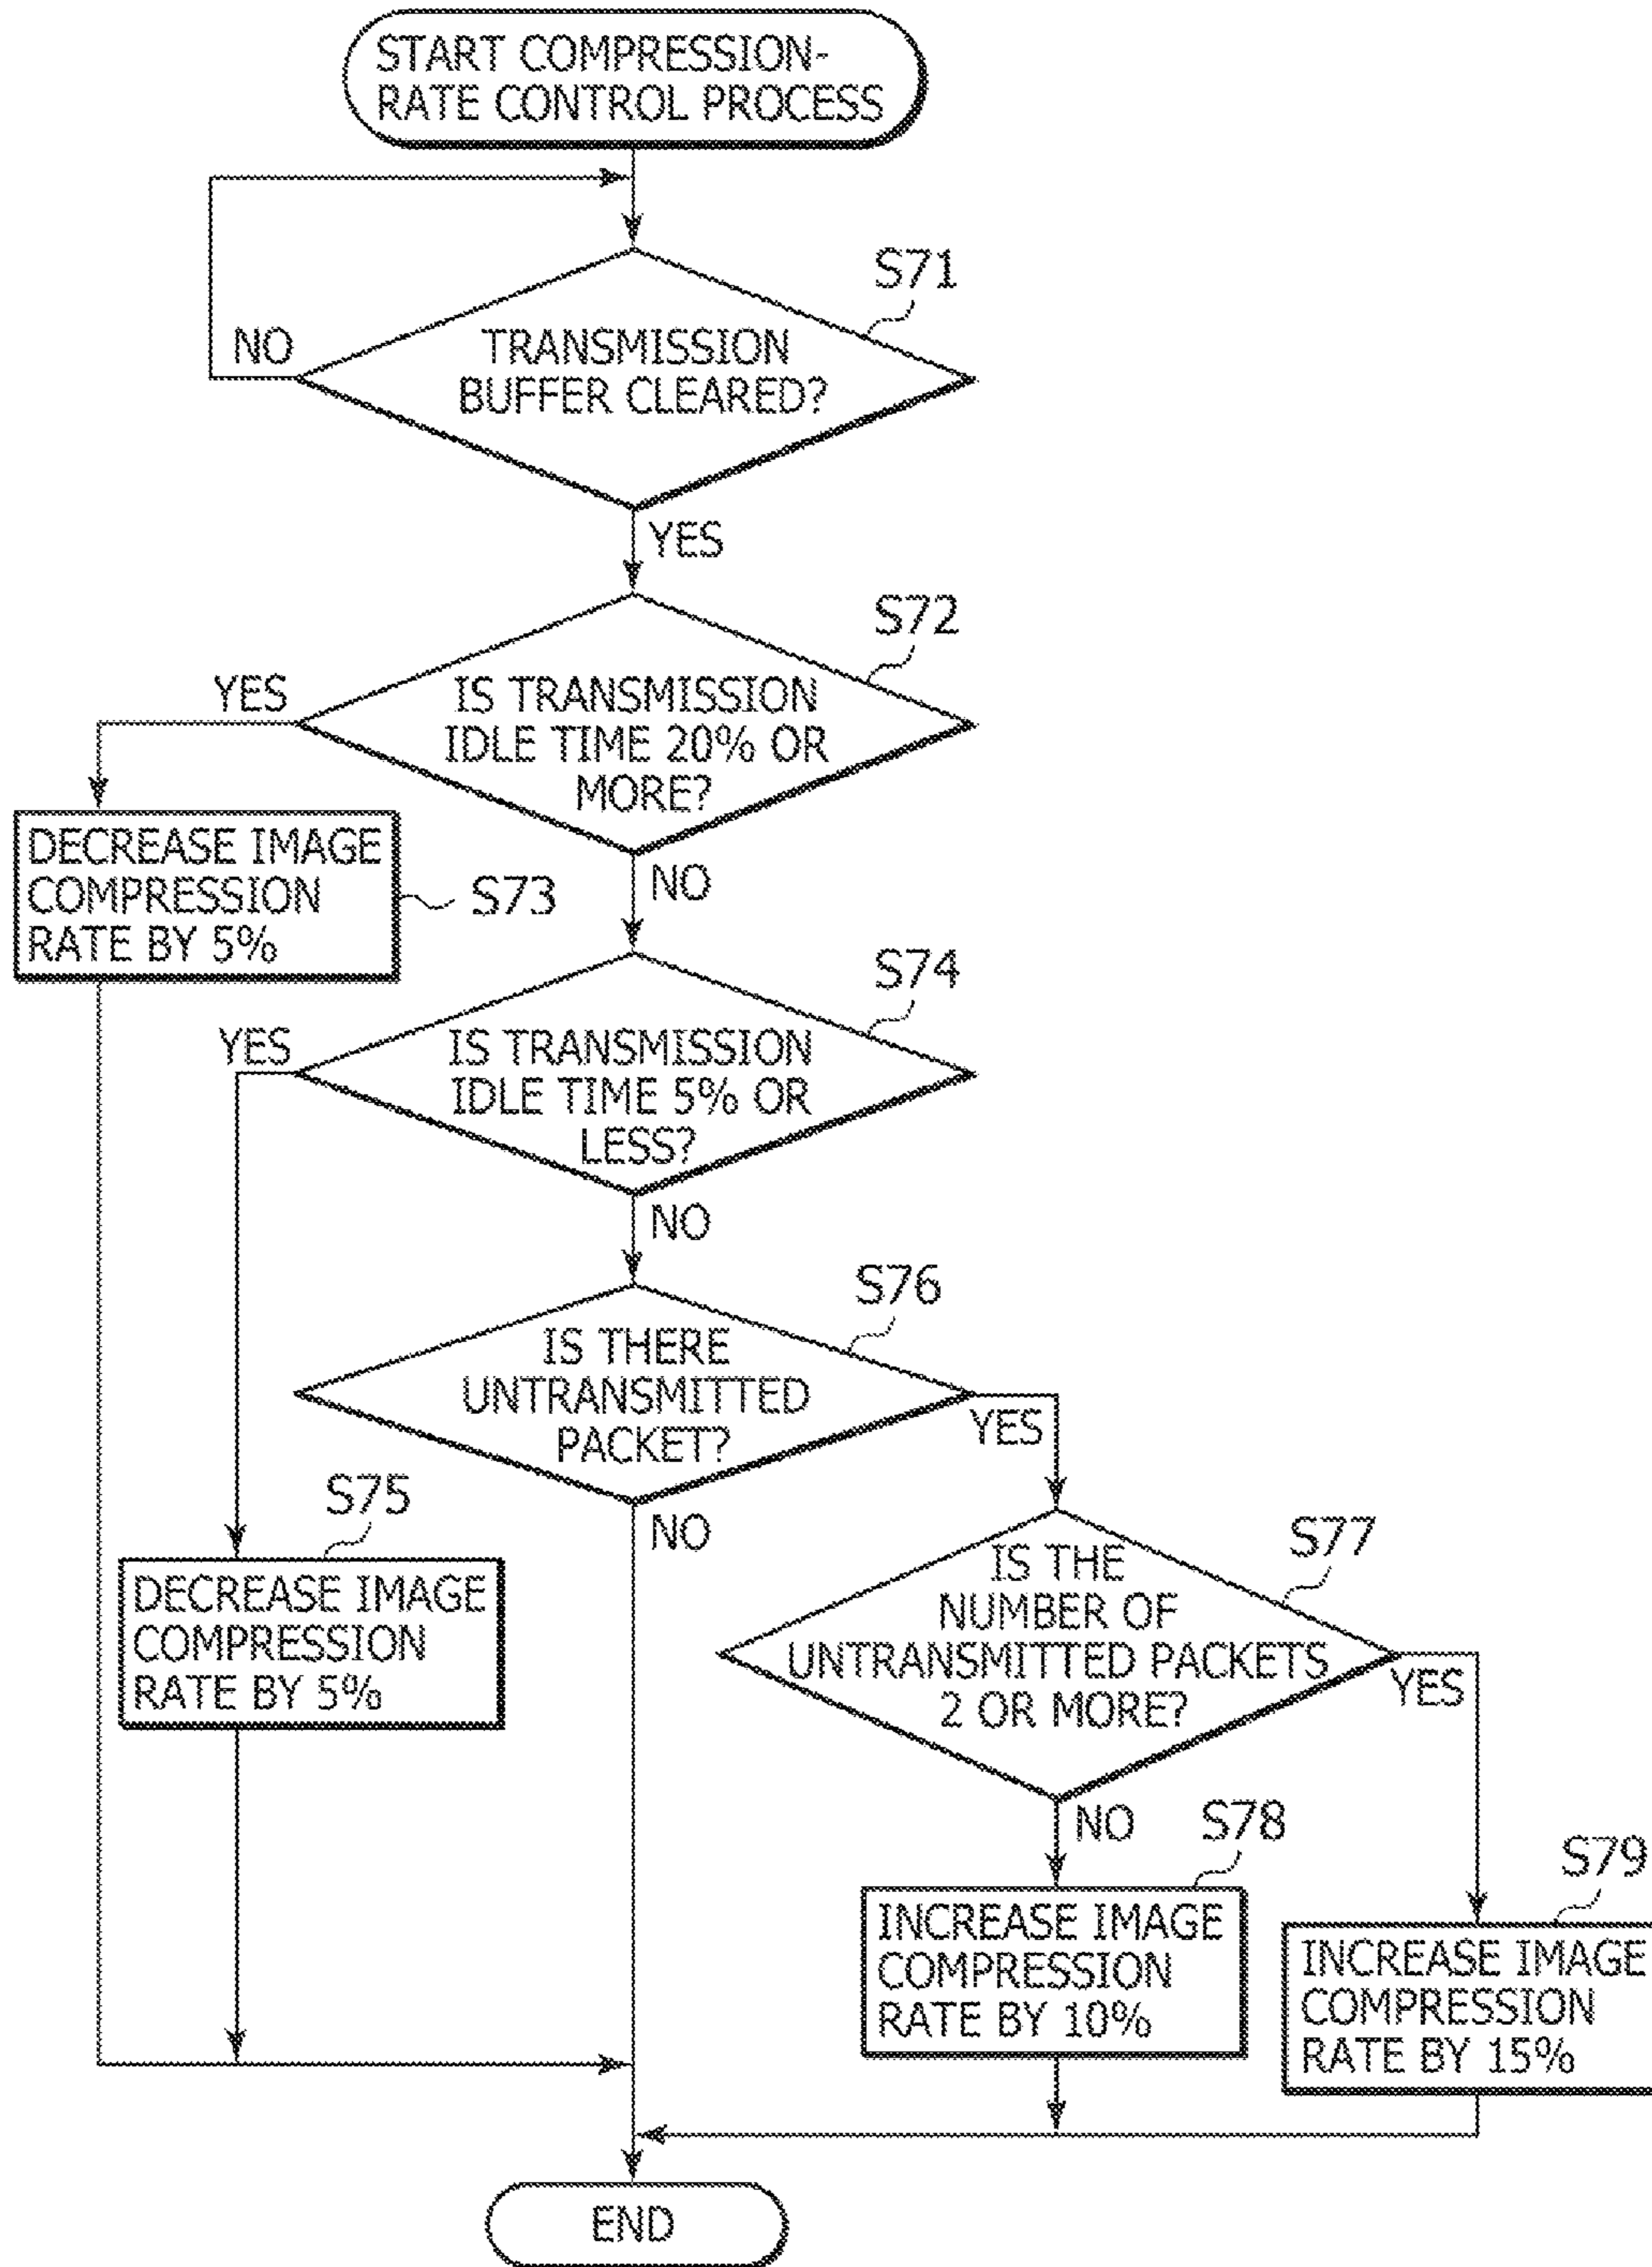 START COMPRESSION-
RATE CONTROL PROCESS
S71
NO
TRANSMISSION
BUFFER CLEARED?
YES
S72
YES
IS TRANSMISSION
IDLE TIME 20% OR
MORE?
DECREASE IMAGE
COMPRESSION
RATE BY 5%
S73
NO
S74
YES
IS TRANSMISSION
IDLE TIME 5% OR
LESS?
NO
S76
IS THERE
UNTRANSMITTED
PACKET?
YES
S75
NO
DECREASE IMAGE
COMPRESSION
RATE BY 5%
S77
IS THE
NUMBER OF
UNTRANSMITTED PACKETS
2 OR MORE?
YES
NO
S78
S79
INCREASE IMAGE
COMPRESSION
RATE BY 10%
INCREASE IMAGE
COMPRESSION
RATE BY 15%
END